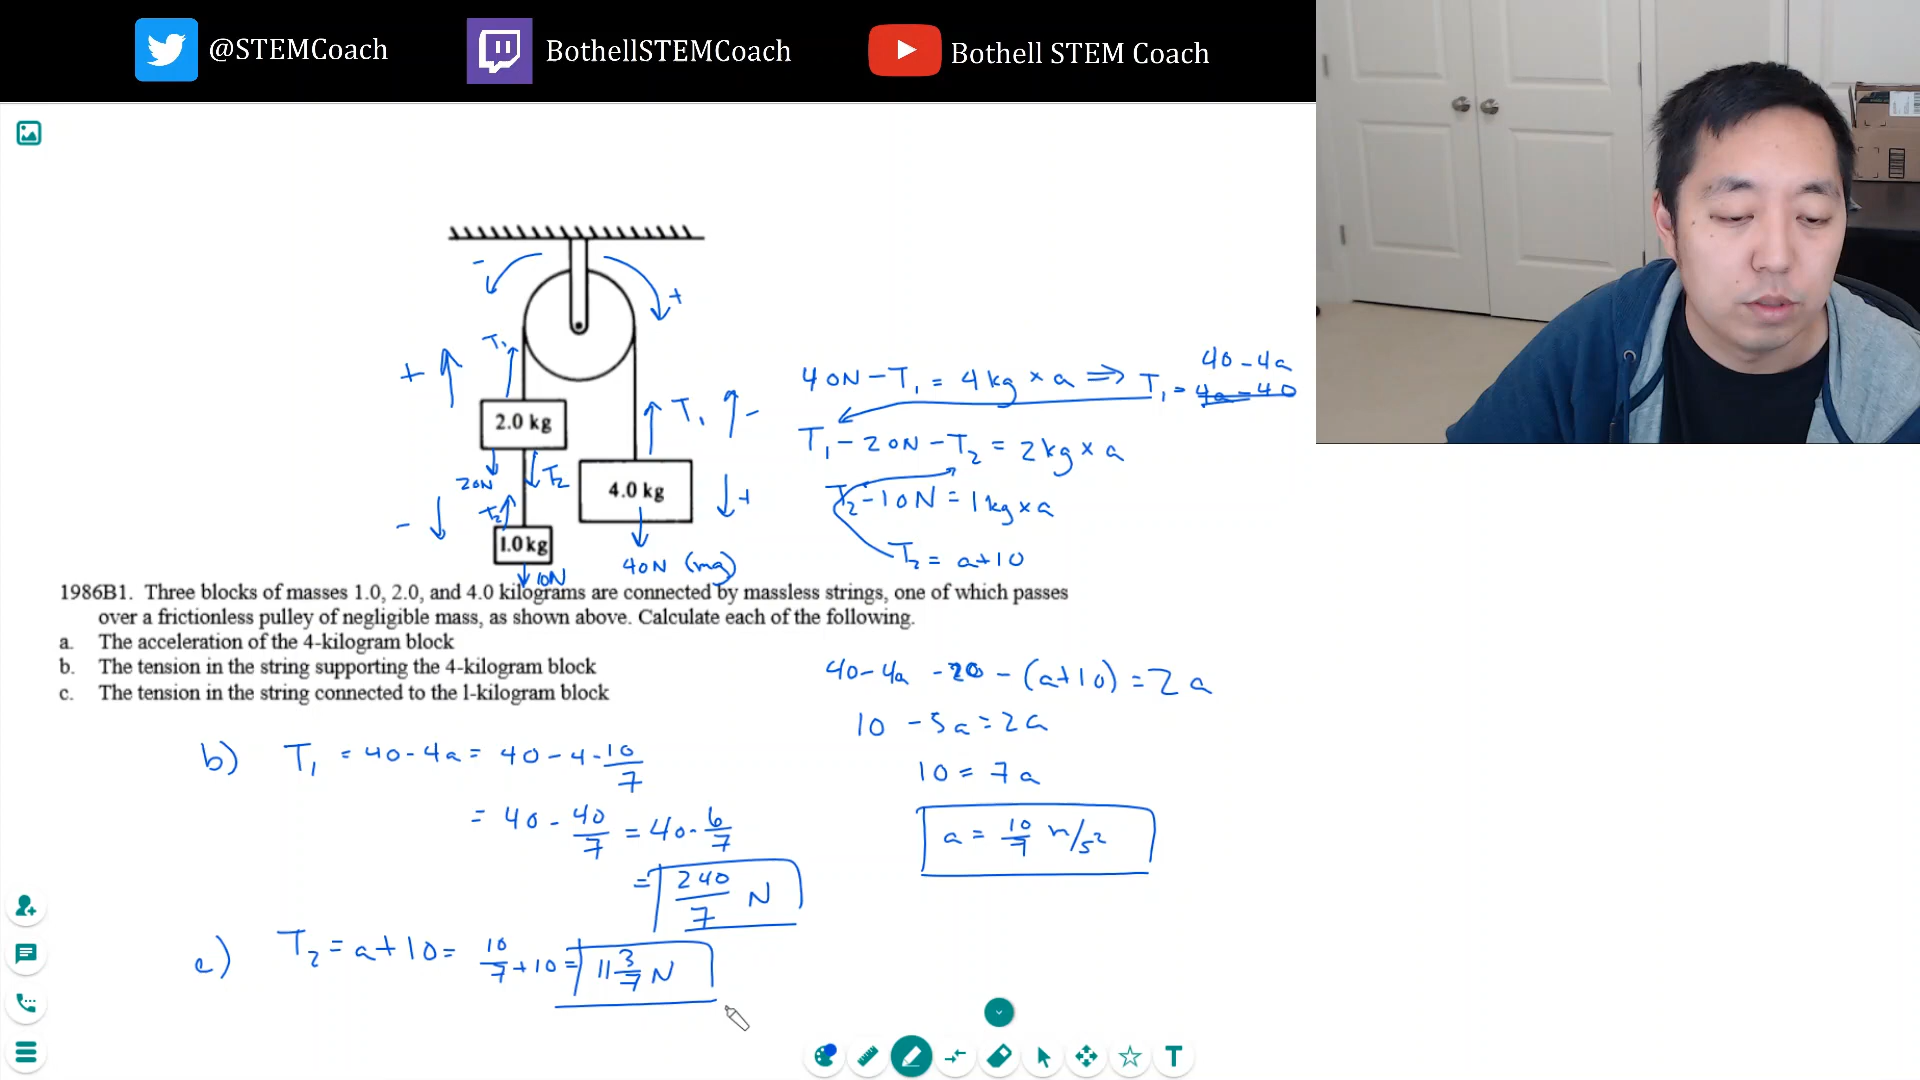 @STEMCoach BothellSTEMCoach Bothell STEM Coach
-
+
T₁
+
2.0 kg
T₁ -
20N T₂
4.0 kg
+
-
T₂
1.0 kg
10N
40N (mg)
40N - T₁ = 4kg × a ⇒ T₁ = 4a - 40
40 - 4a
T₁ - 20N - T₂ = 2kg × a
T₂ - 10N = 1kg × a
T₂ = a + 10
1986B1. Three blocks of masses 1.0, 2.0, and 4.0 kilograms are connected by massless strings, one of which passes
over a frictionless pulley of negligible mass, as shown above. Calculate each of the following.
a. The acceleration of the 4-kilogram block
b. The tension in the string supporting the 4-kilogram block
c. The tension in the string connected to the l-kilogram block
40 - 4a - 20 - (a+10) = 2a
10 - 5a = 2a
10 = 7a
a = 10/7 m/s²
b) T₁ = 40 - 4a = 40 - 4 · 10/7
= 40 - 40/7 = 40 · 6/7
= 240/7 N
c) T₂ = a + 10 = 10/7 + 10 = 11 3/7 N
T